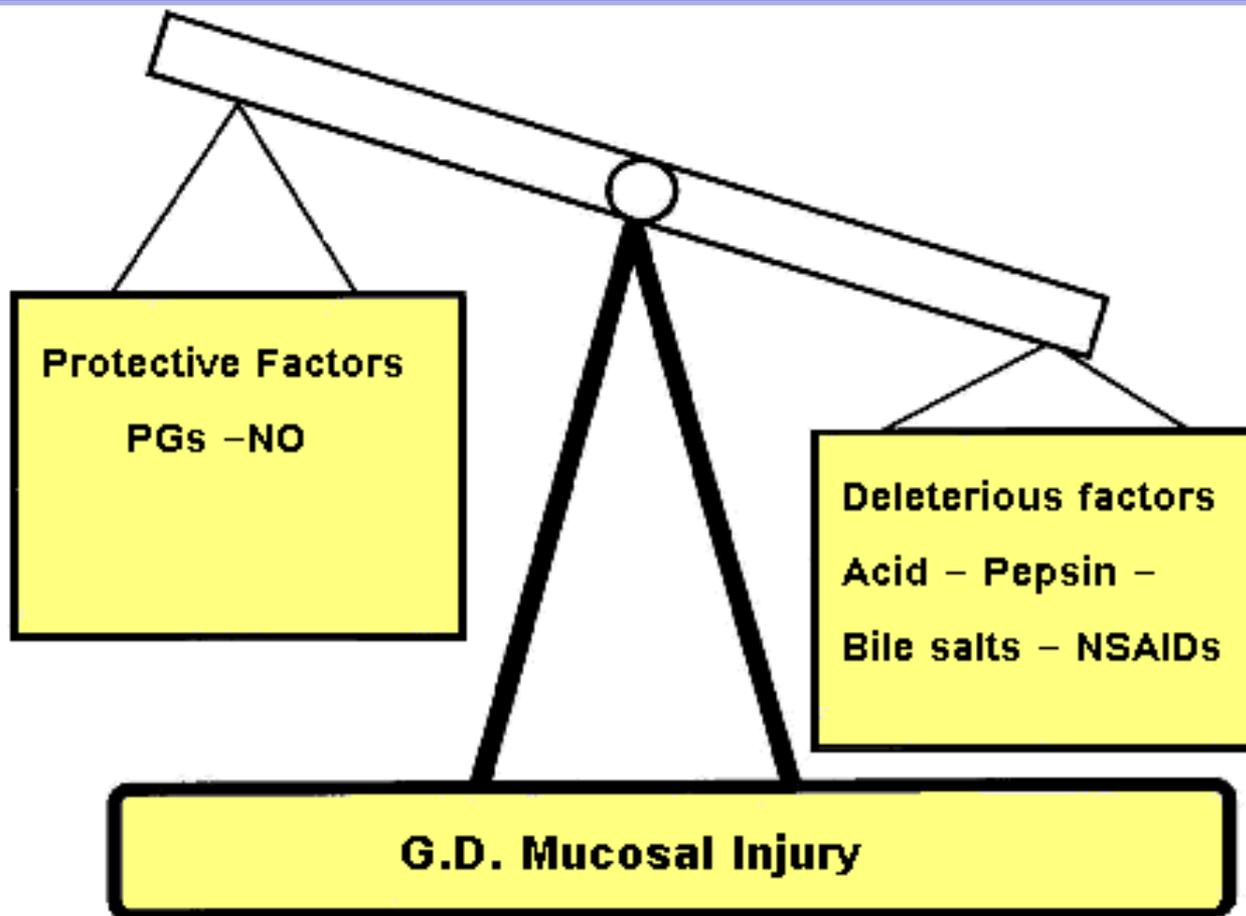 Protective Factors
PGs –NO
Deleterious factors
Acid – Pepsin –
Bile salts – NSAIDs
G.D. Mucosal Injury